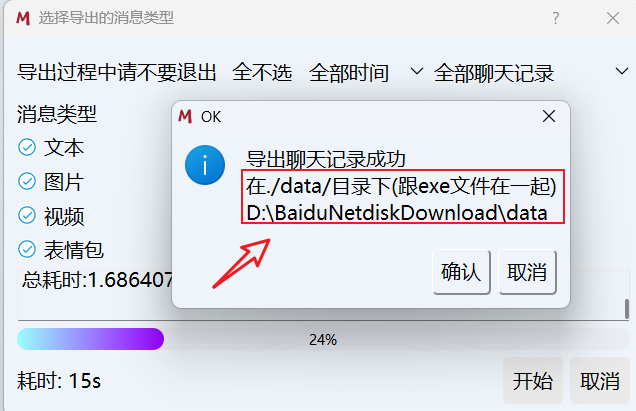 M 选择导出的消息类型 ? ×
导出过程中请不要退出 全不选 全部时间 全部聊天记录
消息类型
文本
图片
视频
表情包
M OK ×
i
导出聊天记录成功
在./data/目录下(跟exe文件在一起)
D:\BaiduNetdiskDownload\data
确认 取消
总耗时:1.686407
24%
耗时: 15s
开始 取消